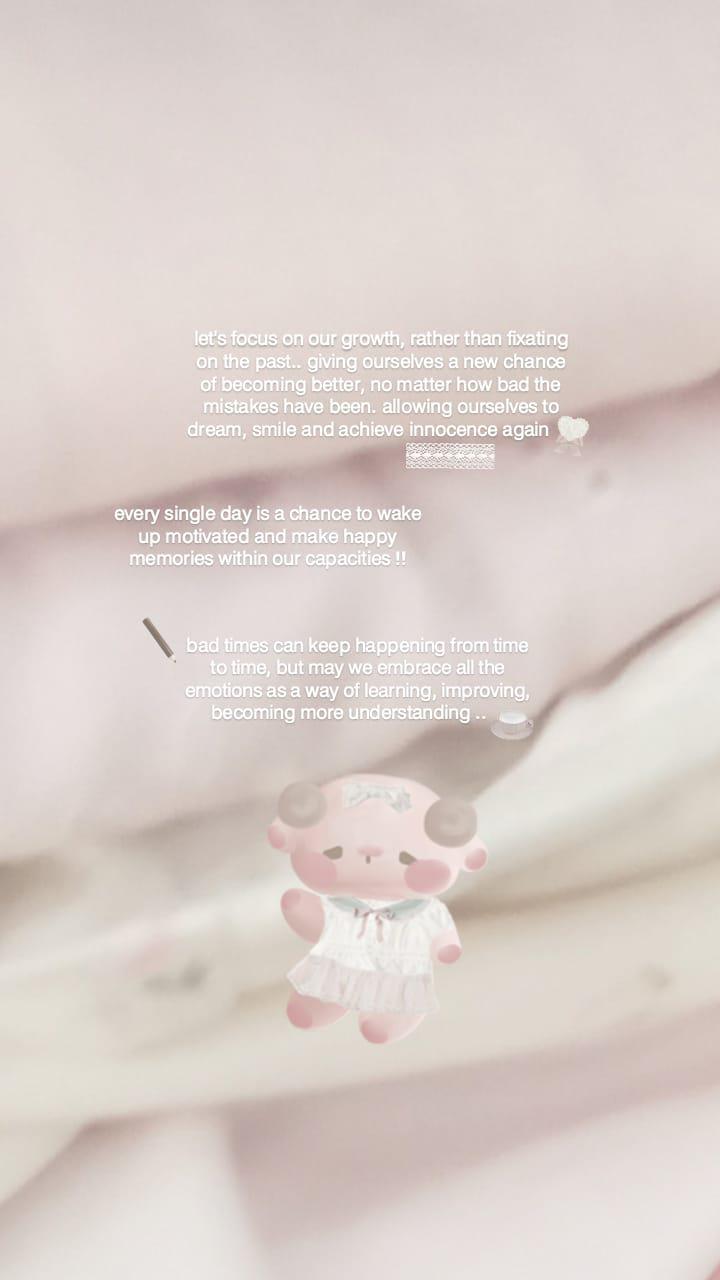 let's focus on our growth, rather than fixating
on the past.. giving ourselves a new chance
of becoming better, no matter how bad the
mistakes have been. allowing ourselves to
dream, smile and achieve innocence again
every single day is a chance to wake
up motivated and make happy
memories within our capacities !!
bad times can keep happening from time
to time, but may we embrace all the
emotions as a way of learning, improving,
becoming more understanding ..